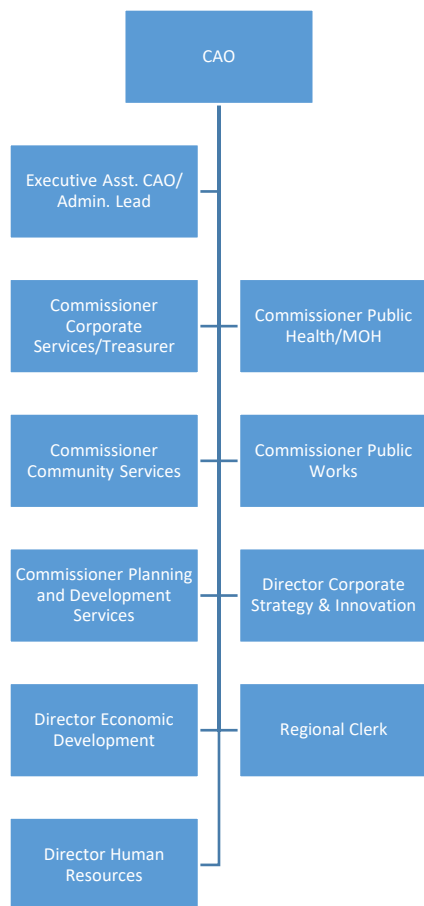 CAO
Executive Asst. CAO/
Admin. Lead
Commissioner
Corporate
Services/Treasurer
Commissioner Public
Health/MOH
Commissioner
Community Services
Commissioner Public
Works
Commissioner Planning
and Development
Services
Director Corporate
Strategy & Innovation
Director Economic
Development
Regional Clerk
Director Human
Resources